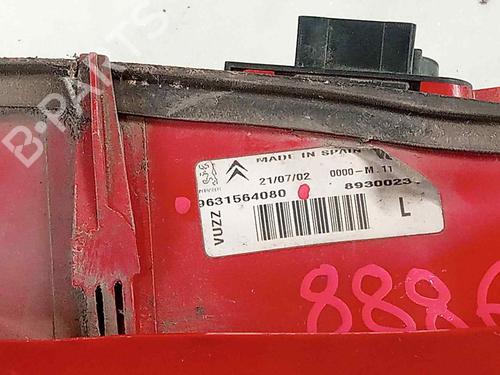 B-PARTS
MADE IN SPAIN
21/07/02 0000-M.11
9631564080 8930023
VUZZ
L
888